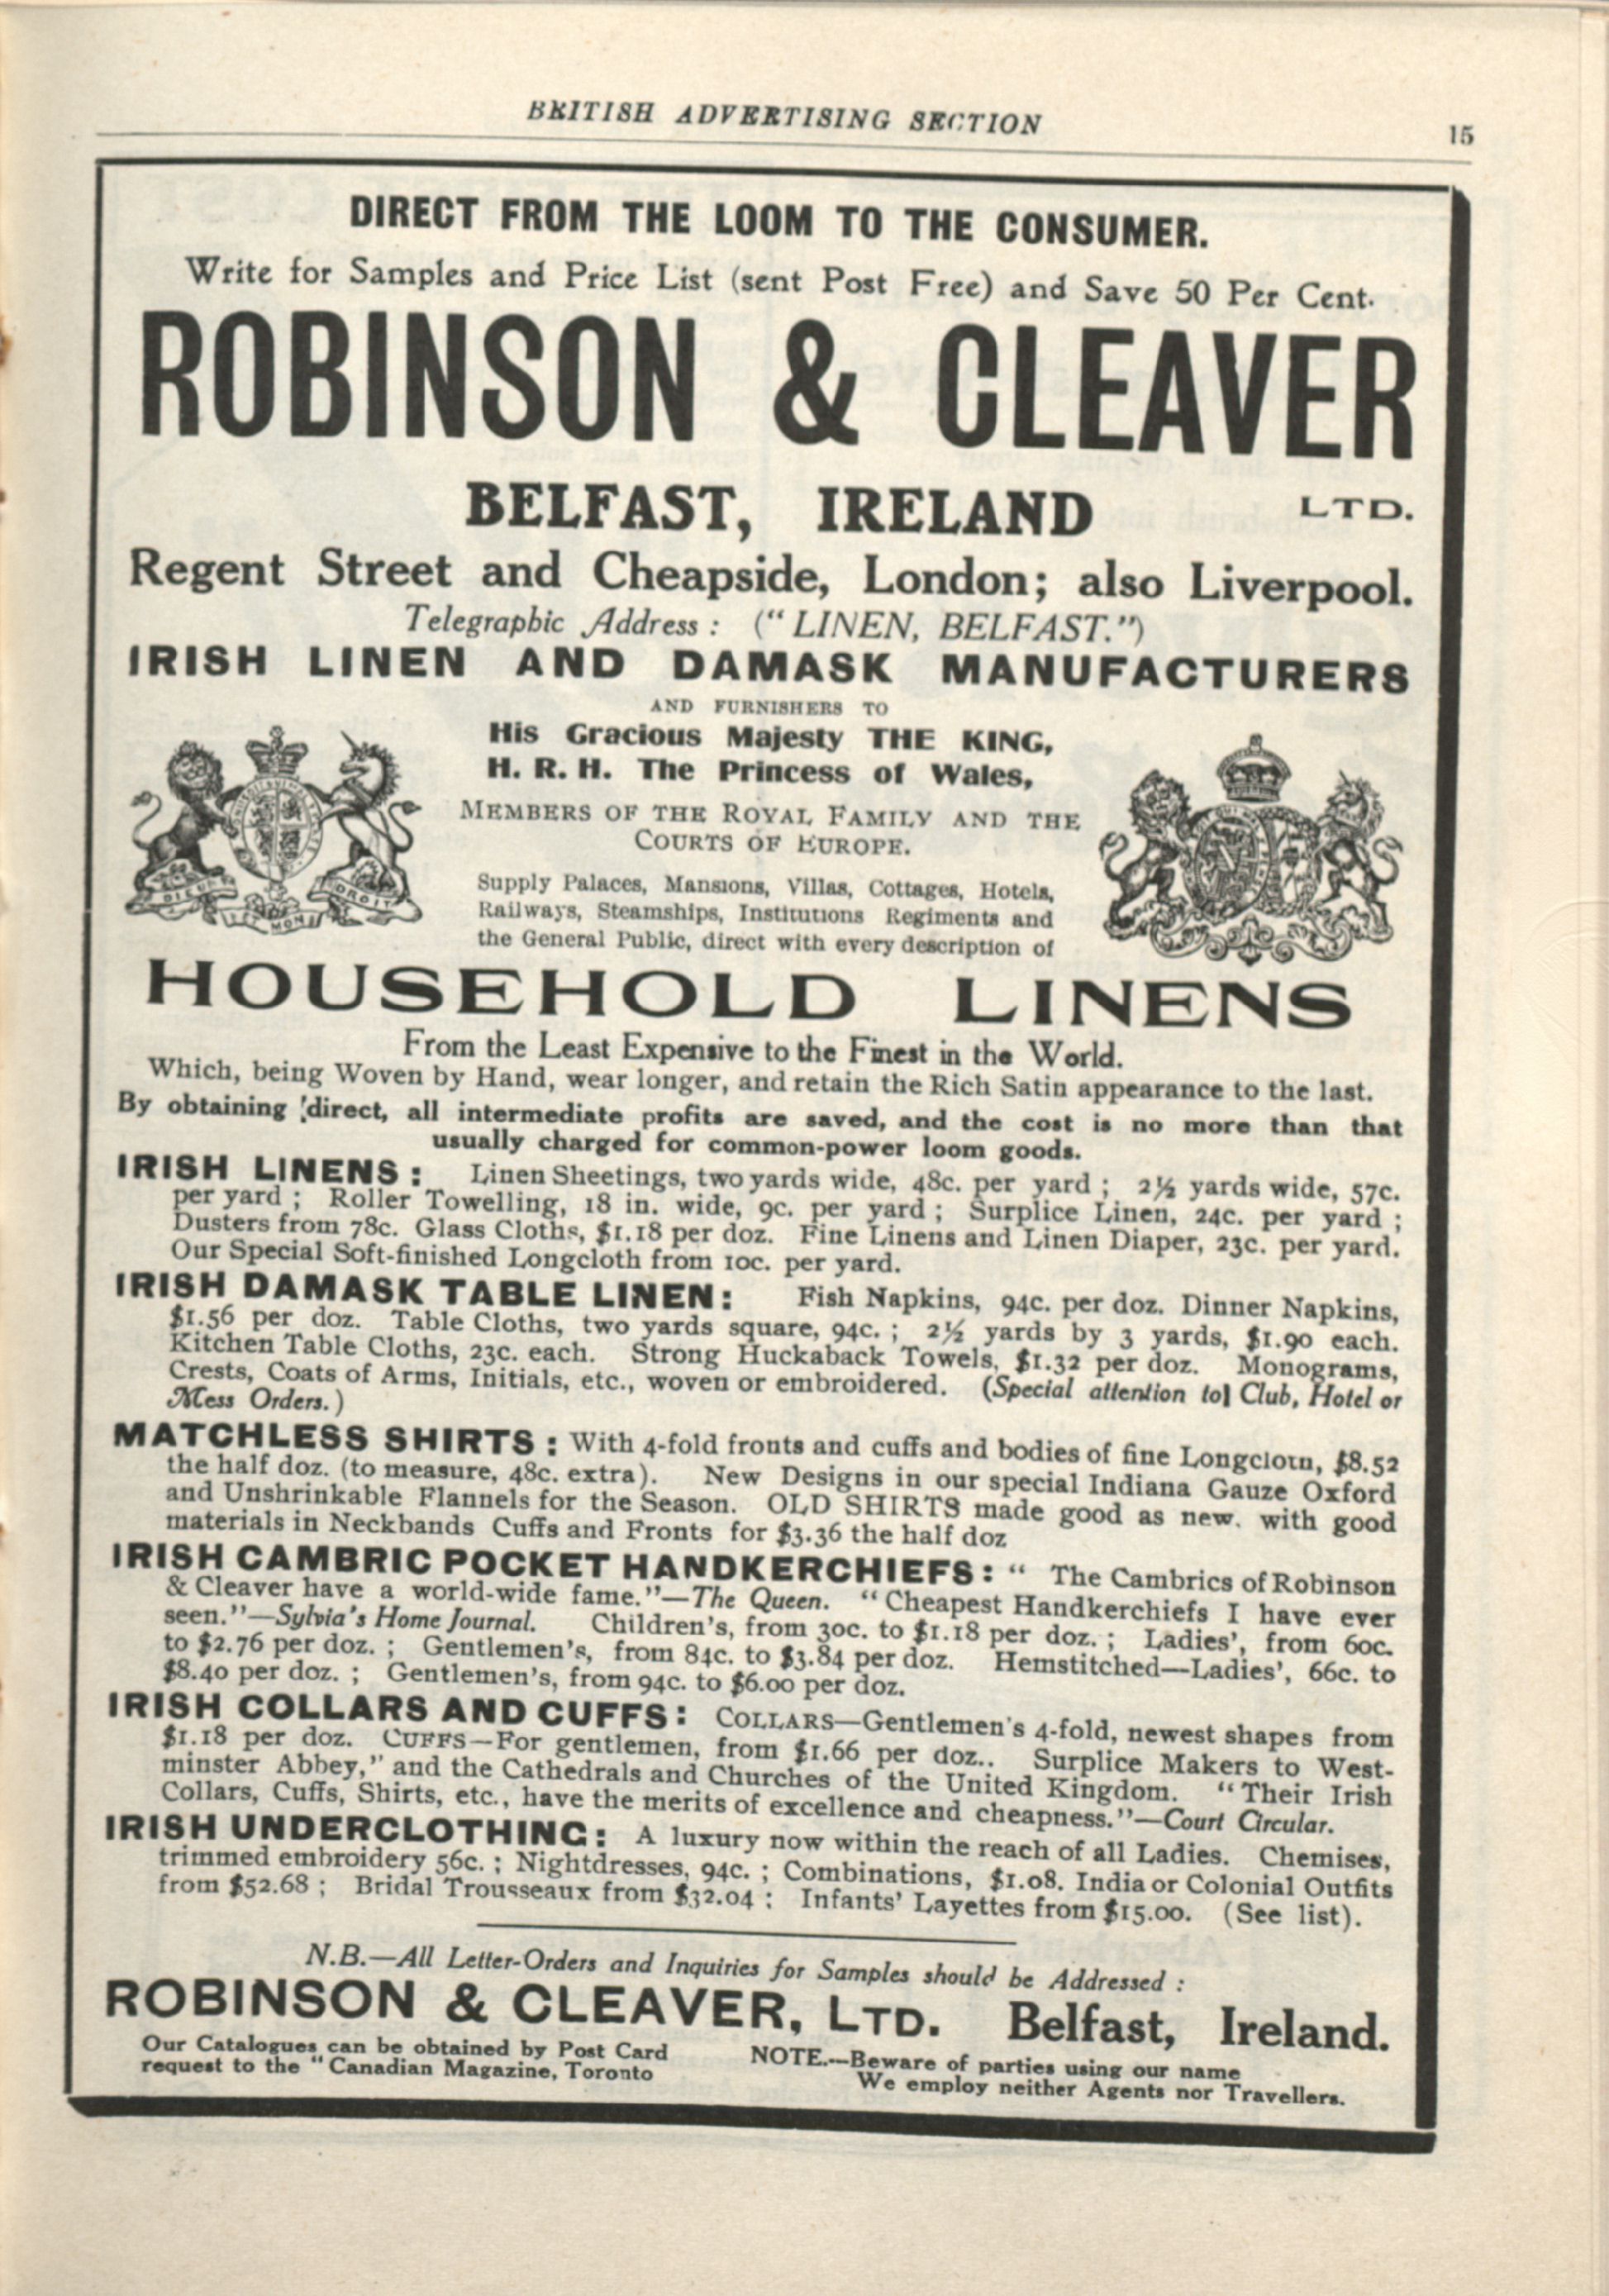 BRITISH ADVERTISING SECTION
15
DIRECT FROM THE LOOM TO THE CONSUMER.
Write for Samples and Price List (sent Post Free) and Save 50 Per Cent.
ROBINSON & CLEAVER
BELFAST, IRELAND LTD.
Regent Street and Cheapside, London; also Liverpool.
Telegraphic Address : ("LINEN, BELFAST.")
IRISH LINEN AND DAMASK MANUFACTURERS
AND FURNISHERS TO
His Gracious Majesty THE KING,
H. R. H. The Princess of Wales,
MEMBERS OF THE ROYAL FAMILY AND THE
COURTS OF EUROPE.
Supply Palaces, Mansions, Villas, Cottages, Hotels,
Railways, Steamships, Institutions Regiments and
the General Public, direct with every description of
DIEU ET MON DROIT
LONDON
HOUSEHOLD LINENS
From the Least Expensive to the Finest in the World.
Which, being Woven by Hand, wear longer, and retain the Rich Satin appearance to the last.
By obtaining direct, all intermediate profits are saved, and the cost is no more than that
usually charged for common-power loom goods.
IRISH LINENS : Linen Sheetings, two yards wide, 48c. per yard ; 2½ yards wide, 57c.
per yard ; Roller Towelling, 18 in. wide, 9c. per yard ; Surplice Linen, 24c. per yard ;
Dusters from 78c. Glass Cloths, $1.18 per doz. Fine Linens and Linen Diaper, 23c. per yard.
Our Special Soft-finished Longcloth from 10c. per yard.
IRISH DAMASK TABLE LINEN : Fish Napkins, 94c. per doz. Dinner Napkins,
$1.56 per doz. Table Cloths, two yards square, 94c. ; 2½ yards by 3 yards, $1.90 each.
Kitchen Table Cloths, 23c. each. Strong Huckaback Towels, $1.32 per doz. Monograms,
Crests, Coats of Arms, Initials, etc., woven or embroidered. (Special attention to Club, Hotel or
Mess Orders.)
MATCHLESS SHIRTS : With 4-fold fronts and cuffs and bodies of fine Longcloth, $8.52
the half doz. (to measure, 48c. extra). New Designs in our special Indiana Gauze Oxford
and Unshrinkable Flannels for the Season. OLD SHIRTS made good as new. with good
materials in Neckbands Cuffs and Fronts for $3.36 the half doz
IRISH CAMBRIC POCKET HANDKERCHIEFS : "The Cambrics of Robinson
& Cleaver have a world-wide fame."—The Queen. "Cheapest Handkerchiefs I have ever
seen."—Sylvia's Home Journal. Children's, from 30c. to $1.18 per doz. ; Ladies', from 60c.
to $2.76 per doz. ; Gentlemen's, from 84c. to $3.84 per doz. Hemstitched—Ladies', 66c. to
$8.40 per doz. ; Gentlemen's, from 94c. to $6.00 per doz.
IRISH COLLARS AND CUFFS : COLLARS—Gentlemen's 4-fold, newest shapes from
$1.18 per doz. CUFFS—For gentlemen, from $1.66 per doz.. Surplice Makers to West-
minster Abbey," and the Cathedrals and Churches of the United Kingdom. "Their Irish
Collars, Cuffs, Shirts, etc., have the merits of excellence and cheapness."—Court Circular.
IRISH UNDERCLOTHING : A luxury now within the reach of all Ladies. Chemises,
trimmed embroidery 56c. ; Nightdresses, 94c. ; Combinations, $1.08. India or Colonial Outfits
from $52.68 ; Bridal Trousseaux from $32.04 ; Infants' Layettes from $15.00. (See list).
N.B.—All Letter-Orders and Inquiries for Samples should be Addressed :
ROBINSON & CLEAVER, LTD. Belfast, Ireland.
Our Catalogues can be obtained by Post Card
request to the "Canadian Magazine, Toronto
NOTE.—Beware of parties using our name
We employ neither Agents nor Travellers.